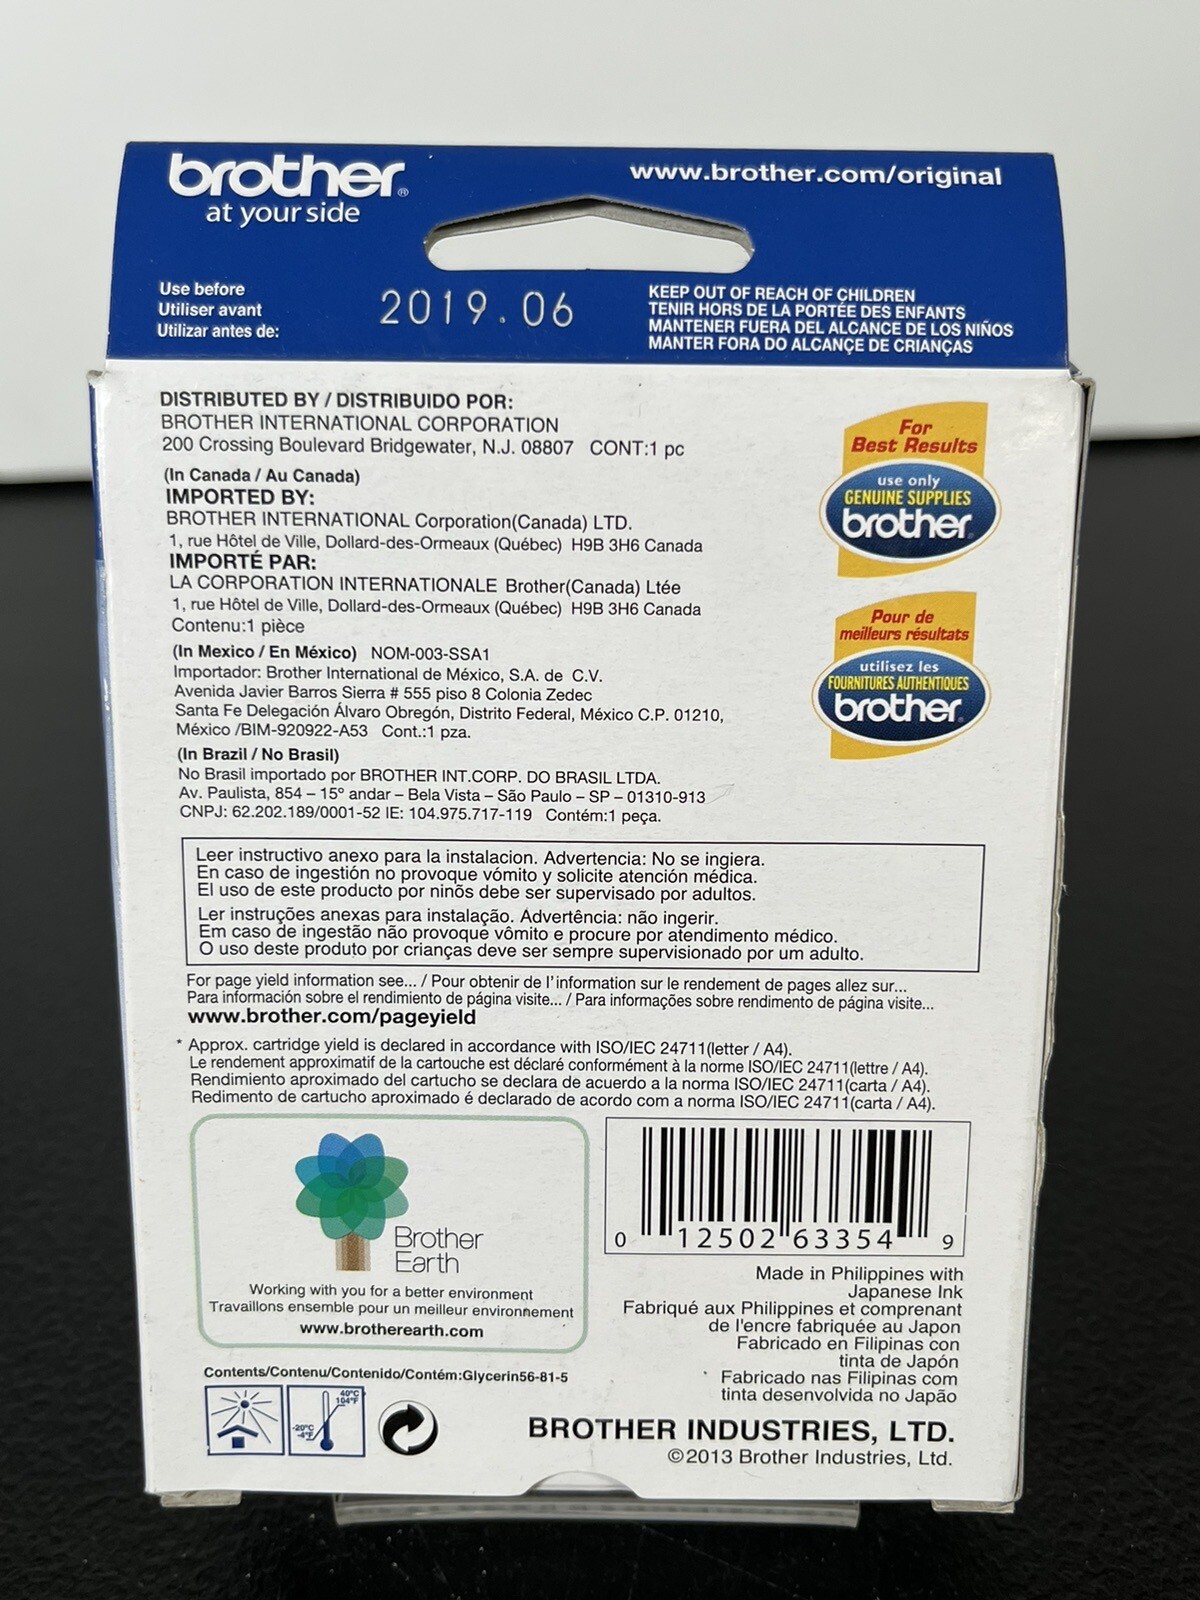 brother®
at your side
www.brother.com/original
Use before
Utiliser avant
Utilizar antes de:
2019.06
KEEP OUT OF REACH OF CHILDREN
TENIR HORS DE LA PORTÉE DES ENFANTS
MANTENER FUERA DEL ALCANCE DE LOS NIÑOS
MANTER FORA DO ALCANÇE DE CRIANÇAS
DISTRIBUTED BY / DISTRIBUIDO POR:
BROTHER INTERNATIONAL CORPORATION
200 Crossing Boulevard Bridgewater, N.J. 08807 CONT:1 pc
(In Canada / Au Canada)
IMPORTED BY:
BROTHER INTERNATIONAL Corporation(Canada) LTD.
1, rue Hôtel de Ville, Dollard-des-Ormeaux (Québec) H9B 3H6 Canada
IMPORTÉ PAR:
LA CORPORATION INTERNATIONALE Brother(Canada) Ltée
1, rue Hôtel de Ville, Dollard-des-Ormeaux (Québec) H9B 3H6 Canada
Contenu:1 pièce
(In Mexico / En México) NOM-003-SSA1
Importador: Brother International de México, S.A. de C.V.
Avenida Javier Barros Sierra # 555 piso 8 Colonia Zedec
Santa Fe Delegación Álvaro Obregón, Distrito Federal, México C.P. 01210,
México /BIM-920922-A53 Cont.:1 pza.
(In Brazil / No Brasil)
No Brasil importado por BROTHER INT.CORP. DO BRASIL LTDA.
Av. Paulista, 854 – 15º andar – Bela Vista – São Paulo – SP – 01310-913
CNPJ: 62.202.189/0001-52 IE: 104.975.717-119 Contém:1 peça.
For
Best Results
use only
GENUINE SUPPLIES
brother®
Pour de
meilleurs résultats
utilisez les
FOURNITURES AUTHENTIQUES
brother®
Leer instructivo anexo para la instalacion. Advertencia: No se ingiera.
En caso de ingestión no provoque vómito y solicite atención médica.
El uso de este producto por ninõs debe ser supervisado por adultos.
Ler instruções anexas para instalação. Advertência: não ingerir.
Em caso de ingestão não provoque vômito e procure por atendimento médico.
O uso deste produto por crianças deve ser sempre supervisionado por um adulto.
For page yield information see... / Pour obtenir de l'information sur le rendement de pages allez sur...
Para información sobre el rendimiento de página visite... / Para informações sobre rendimento de página visite...
www.brother.com/pageyield
* Approx. cartridge yield is declared in accordance with ISO/IEC 24711(letter / A4).
Le rendement approximatif de la cartouche est déclaré conformément à la norme ISO/IEC 24711(lettre / A4).
Rendimiento aproximado del cartucho se declara de acuerdo a la norma ISO/IEC 24711(carta / A4).
Redimento de cartucho aproximado é declarado de acordo com a norma ISO/IEC 24711(carta / A4).
Brother
Earth
Working with you for a better environment
Travaillons ensemble pour un meilleur environnement
www.brotherearth.com
0 12502 63354 9
Made in Philippines with
Japanese Ink
Fabriqué aux Philippines et comprenant
de l'encre fabriquée au Japon
Fabricado en Filipinas con
tinta de Japón
Fabricado nas Filipinas com
tinta desenvolvida no Japão
Contents/Contenu/Contenido/Contém:Glycerin56-81-5
40°C
104°F
-20°C
-4°F
BROTHER INDUSTRIES, LTD.
©2013 Brother Industries, Ltd.